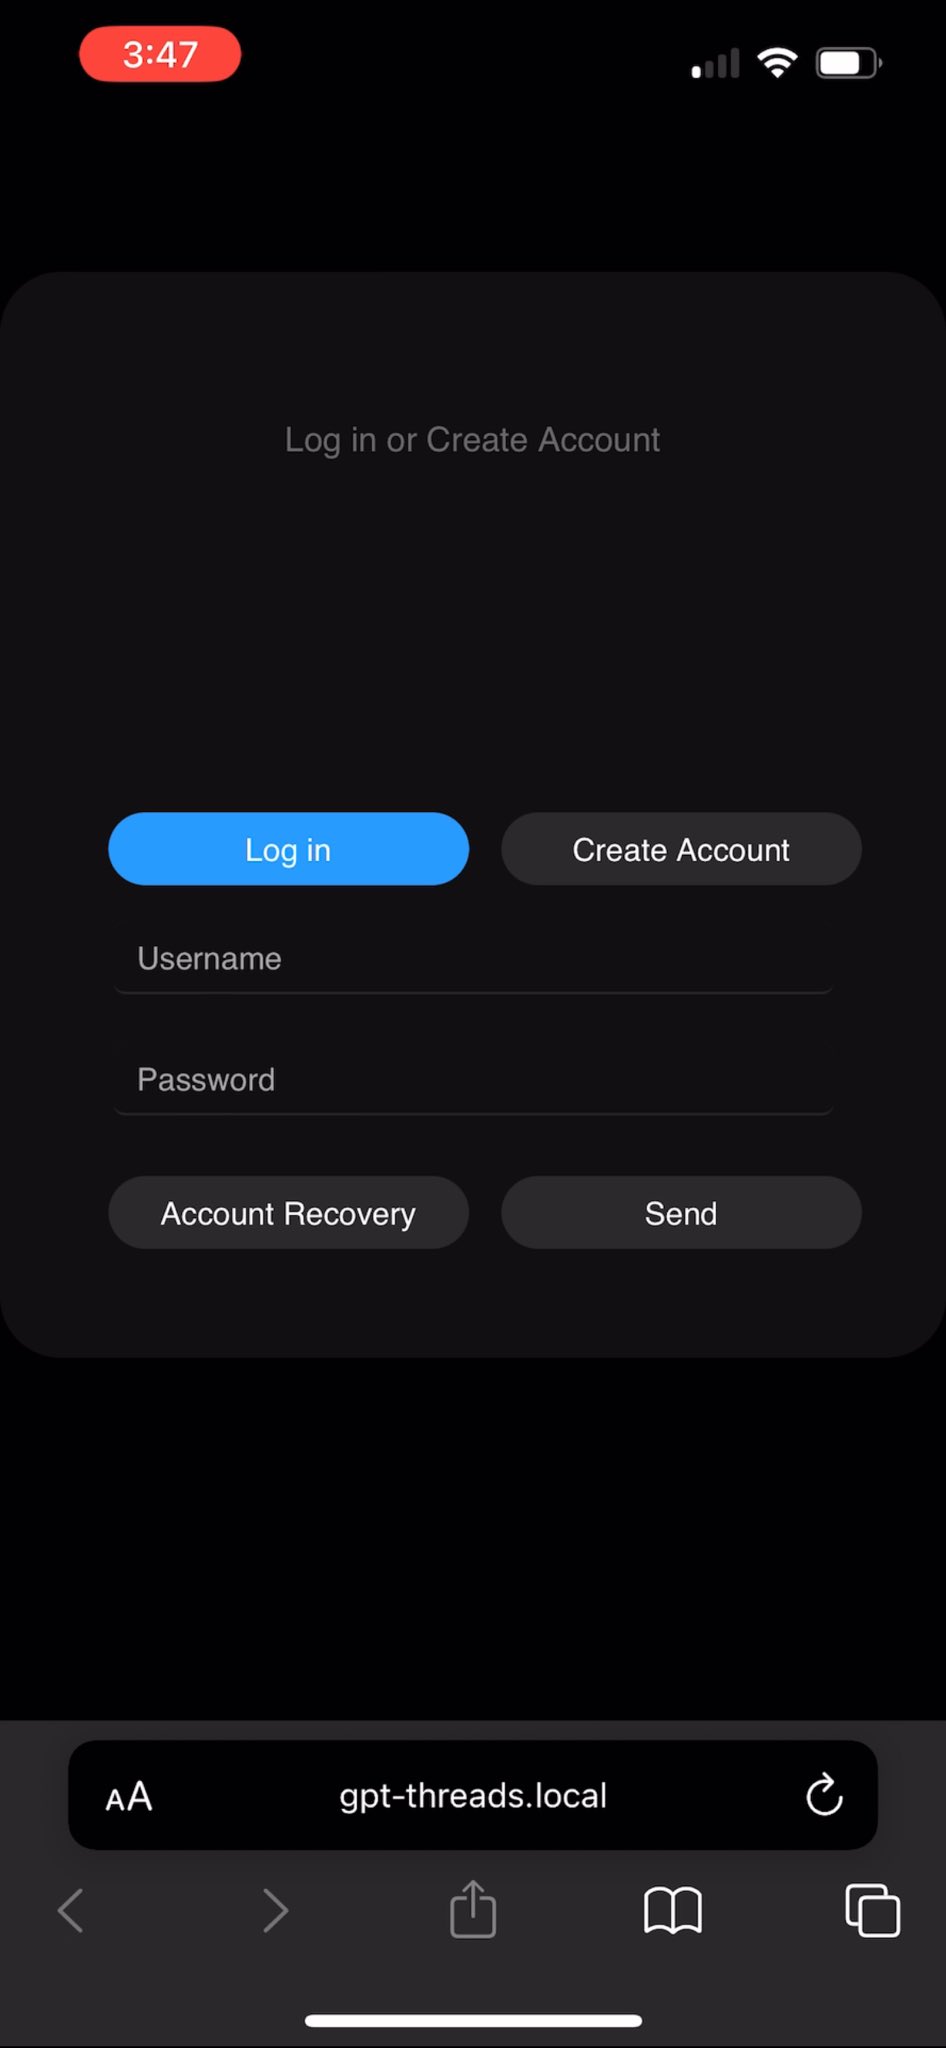 3:47
Log in or Create Account
Log in
Create Account
Username
Password
Account Recovery
Send
AA
gpt-threads.local